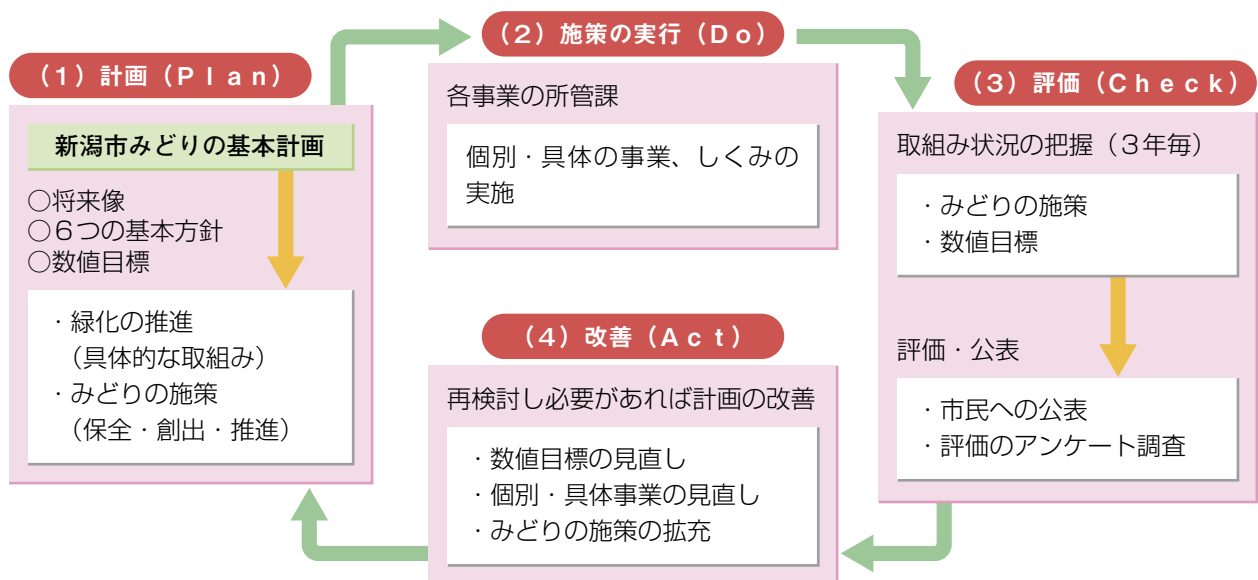 (1)計画(Plan)
新潟市みどりの基本計画
○将来像
○6つの基本方針
○数値目標
・緑化の推進
(具体的な取組み)
・みどりの施策
(保全・創出・推進)
(2)施策の実行(Do)
各事業の所管課
個別・具体の事業、しくみの
実施
(3)評価(Check)
取組み状況の把握(3年毎)
・みどりの施策
・数値目標
評価・公表
・市民への公表
・評価のアンケート調査
(4)改善(Act)
再検討し必要があれば計画の改善
・数値目標の見直し
・個別・具体事業の見直し
・みどりの施策の拡充